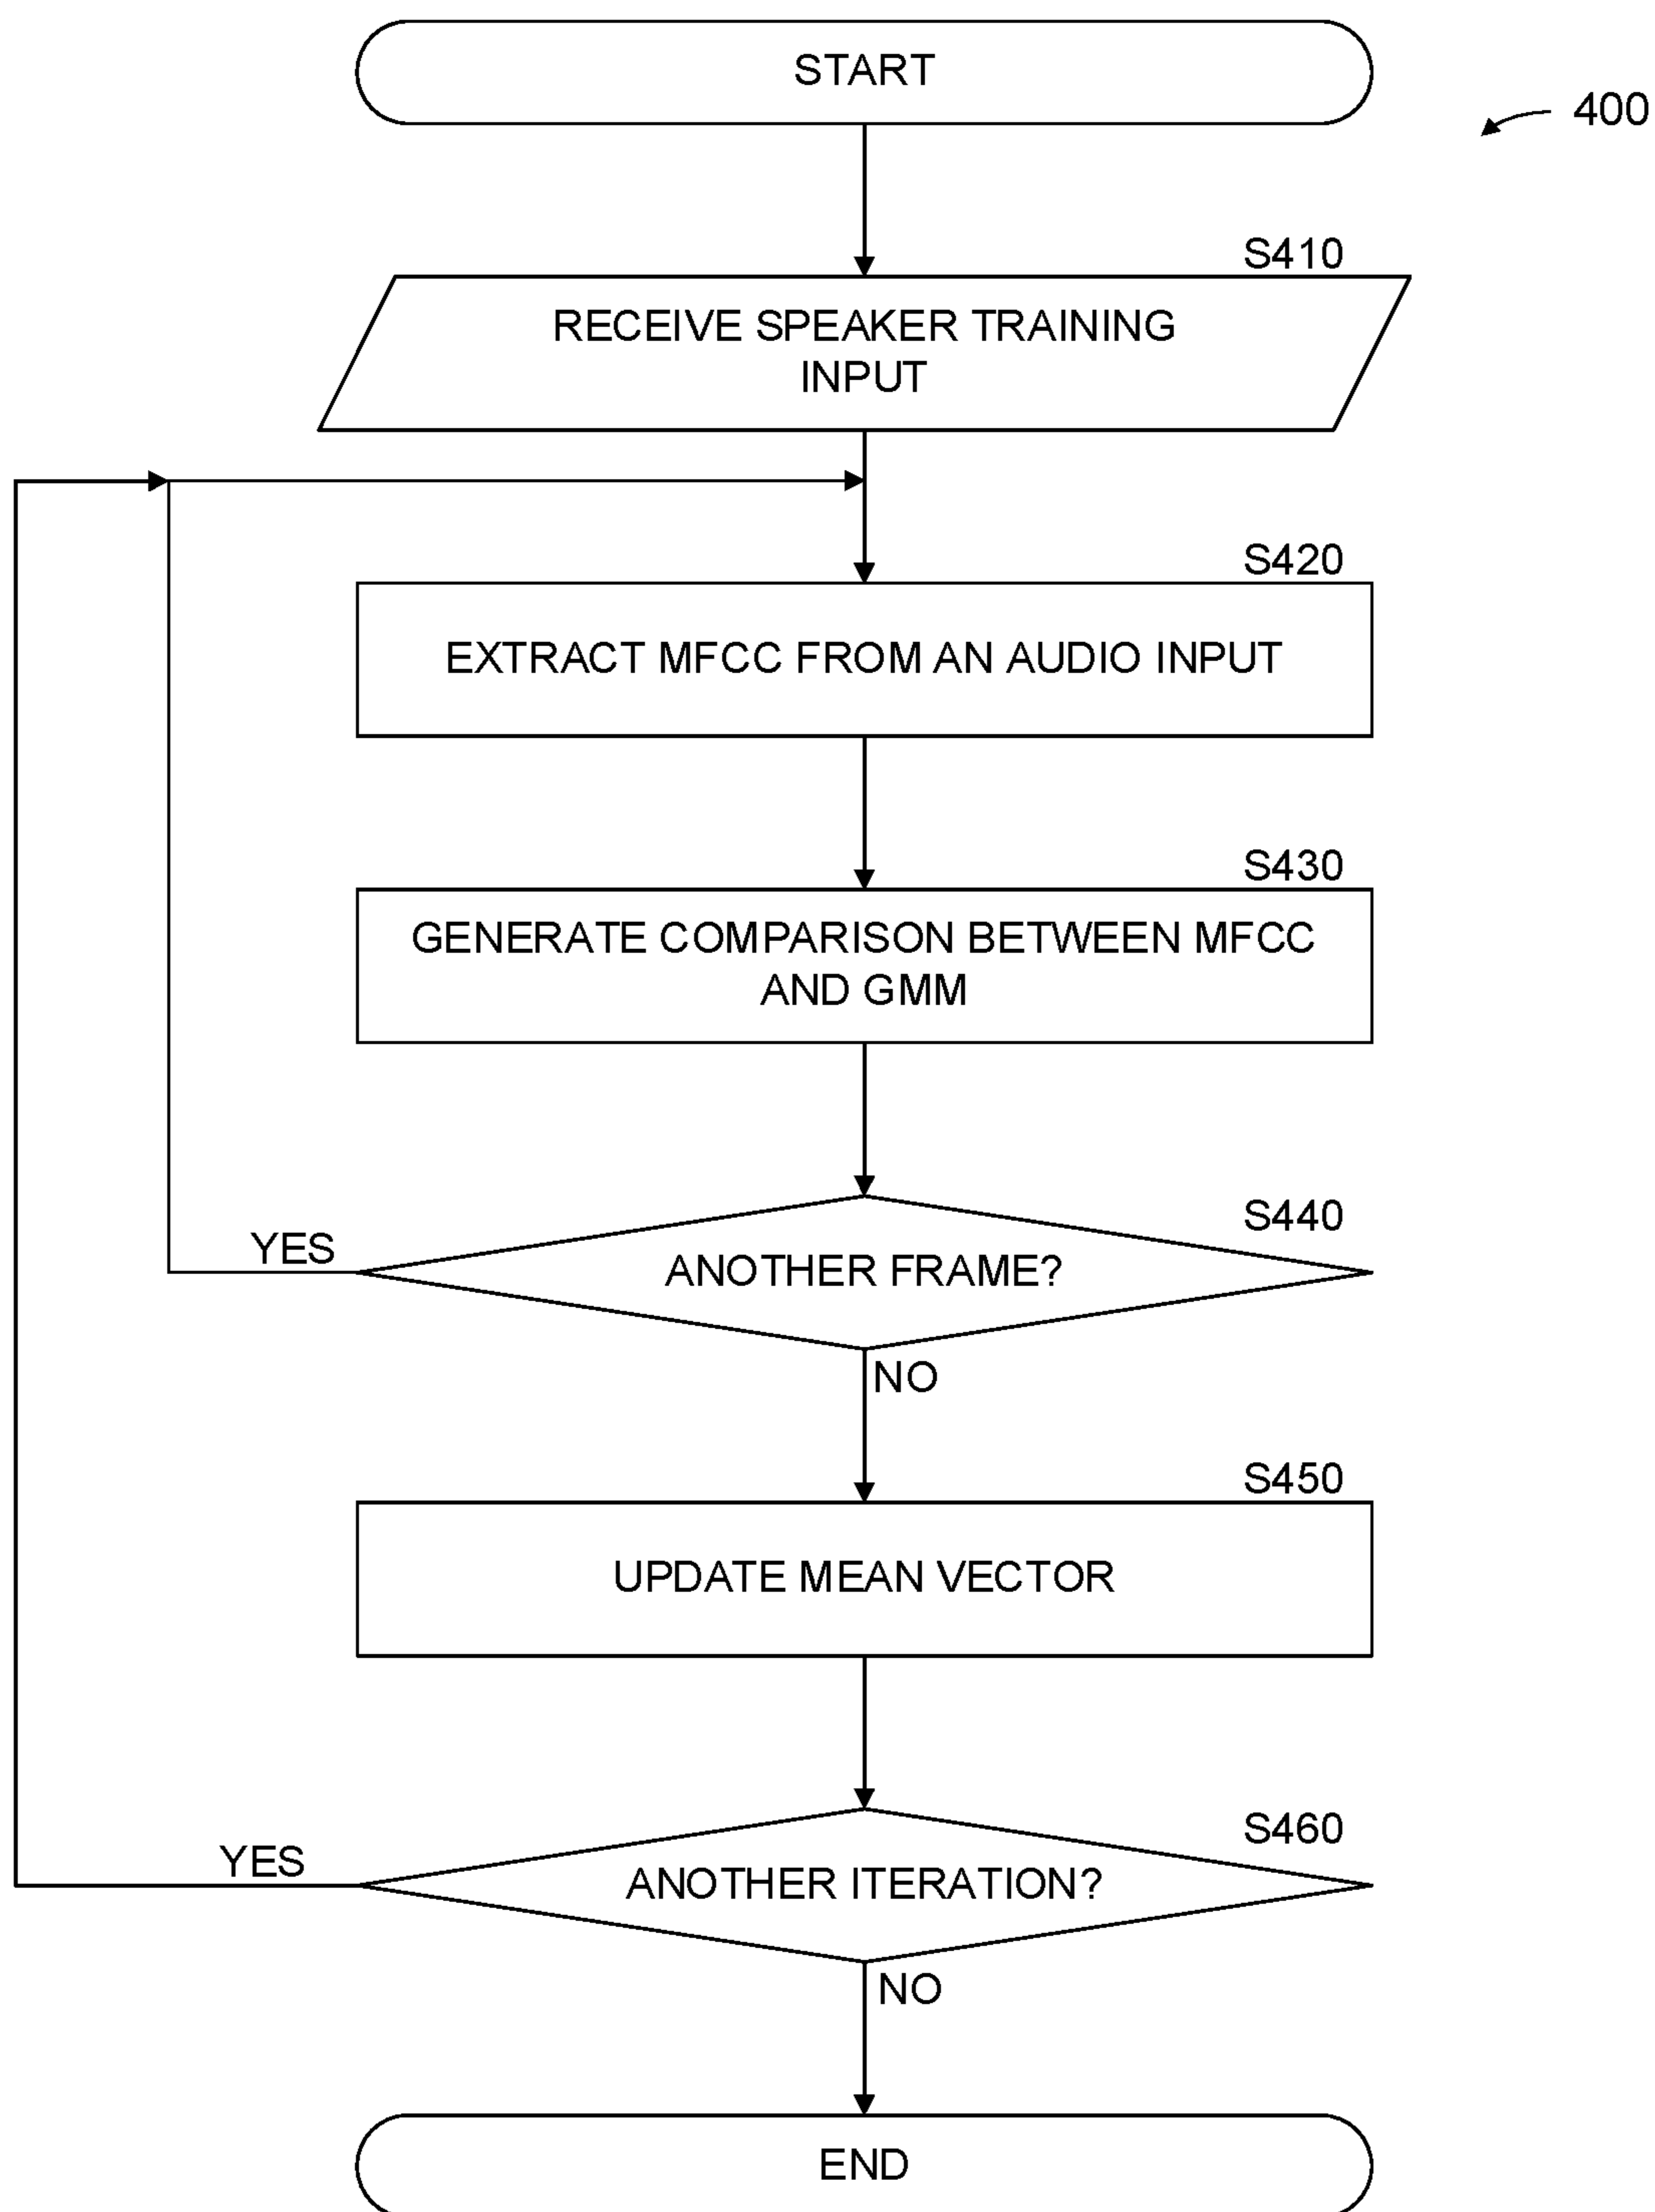 START
400
S410
RECEIVE SPEAKER TRAINING
INPUT
S420
EXTRACT MFCC FROM AN AUDIO INPUT
S430
GENERATE COMPARISON BETWEEN MFCC
AND GMM
S440
YES
ANOTHER FRAME?
NO
S450
UPDATE MEAN VECTOR
S460
YES
ANOTHER ITERATION?
NO
END